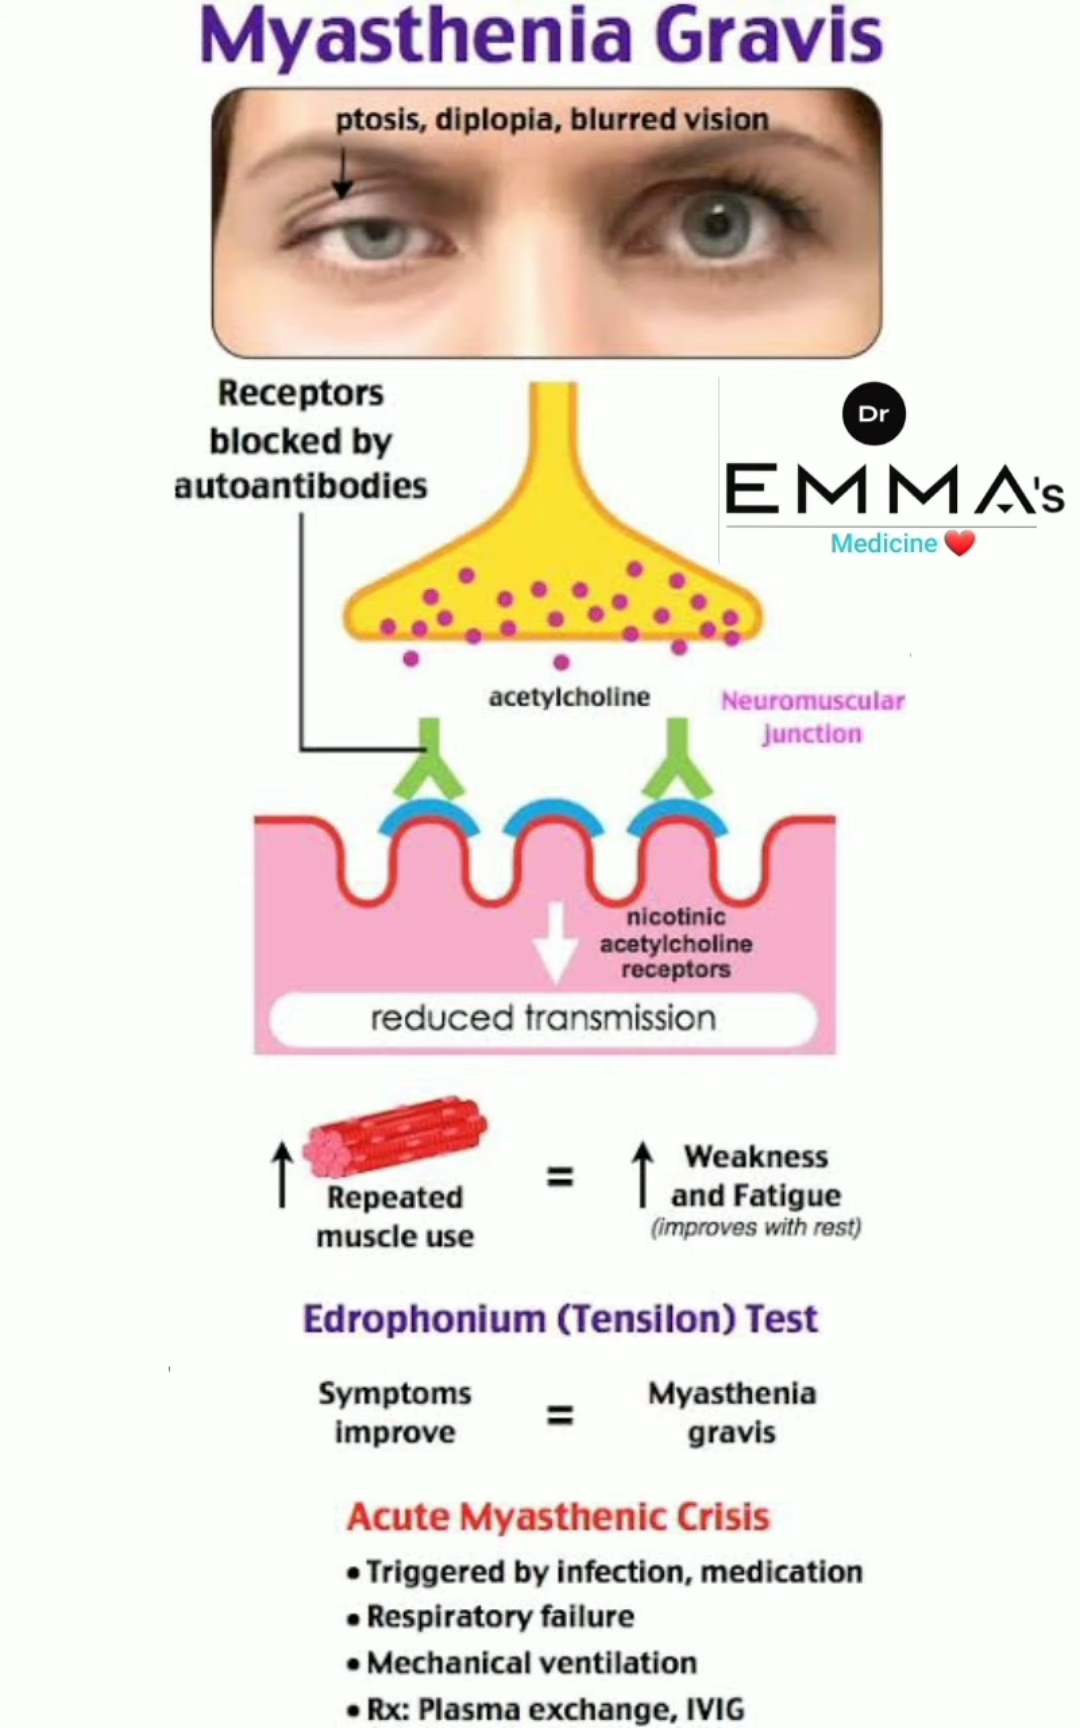 Myasthenia Gravis
ptosis, diplopia, blurred vision
Receptors
blocked by
autoantibodies
Dr
EMMA's
Medicine ❤️
acetylcholine
Neuromuscular
junction
nicotinic
acetylcholine
receptors
reduced transmission
↑ Repeated
muscle use
=
↑ Weakness
and Fatigue
(improves with rest)
Edrophonium (Tensilon) Test
Symptoms
improve
=
Myasthenia
gravis
Acute Myasthenic Crisis
• Triggered by infection, medication
• Respiratory failure
• Mechanical ventilation
• Rx: Plasma exchange, IVIG